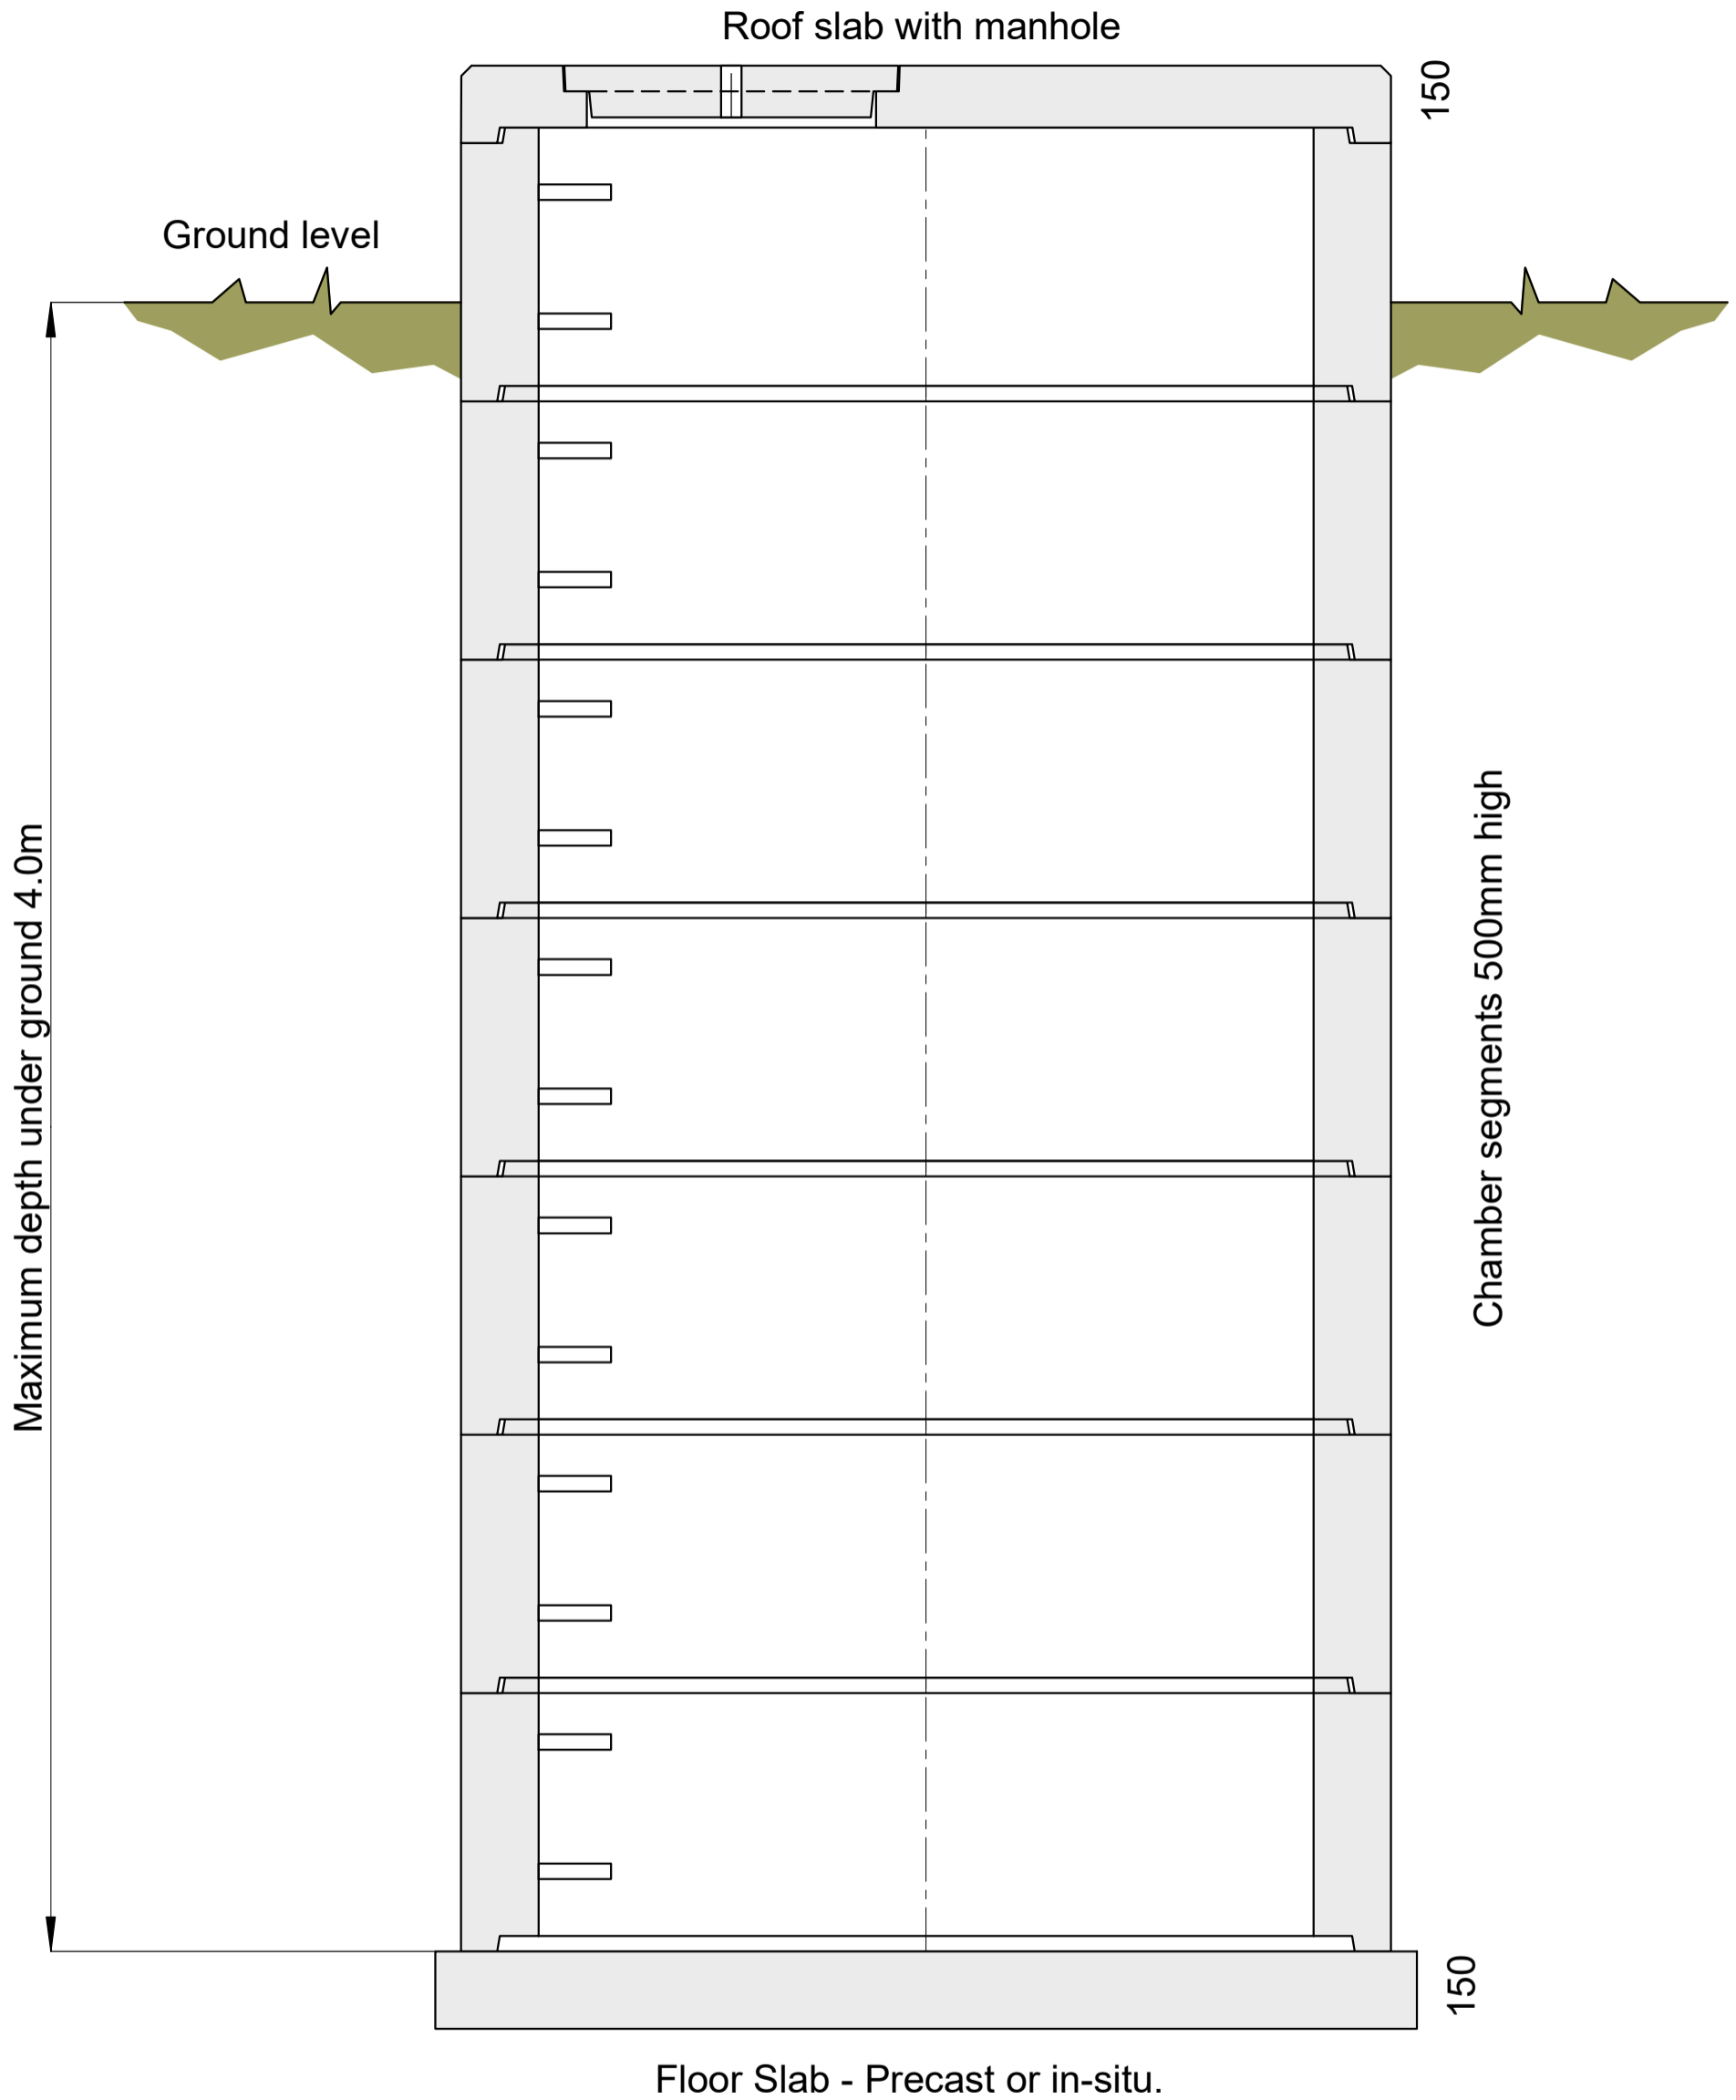 Roof slab with manhole
150
Ground level
Maximum depth under ground 4.0m
Chamber segments 500mm high
150
Floor Slab - Precast or in-situ.